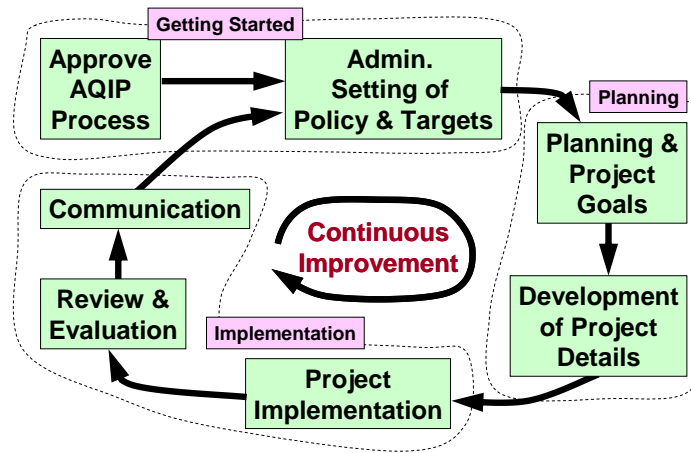 Getting Started
Approve
AQIP
Process
Admin.
Setting of
Policy & Targets
Planning
Planning &
Project
Goals
Development
of Project
Details
Implementation
Project
Implementation
Review &
Evaluation
Communication
Continuous
Improvement